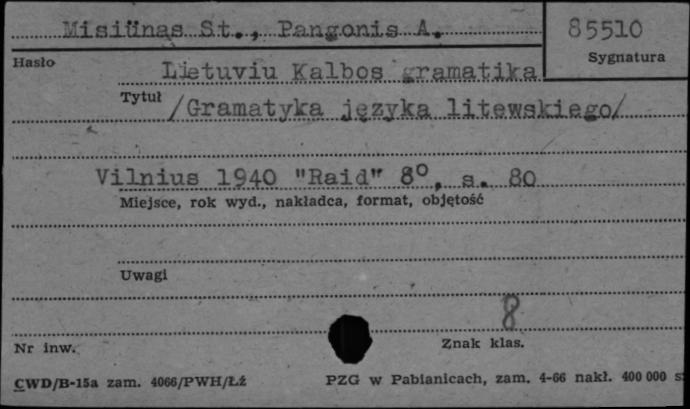 Misiünas St., Pangonis A.
85510
Hasło
Sygnatura
Lietuviu Kalbos gramatika
Tytuł
/Gramatyka języka litewskiego/
Vilnius 1940 "Raid" 8°, s. 80
Miejsce, rok wyd., nakładca, format, objętość
Uwagi
8
Nr inw.
Znak klas.
CWD/B-15a zam. 4066/PWH/Łź
PZG w Pabianicach, zam. 4-66 nakł. 400 000